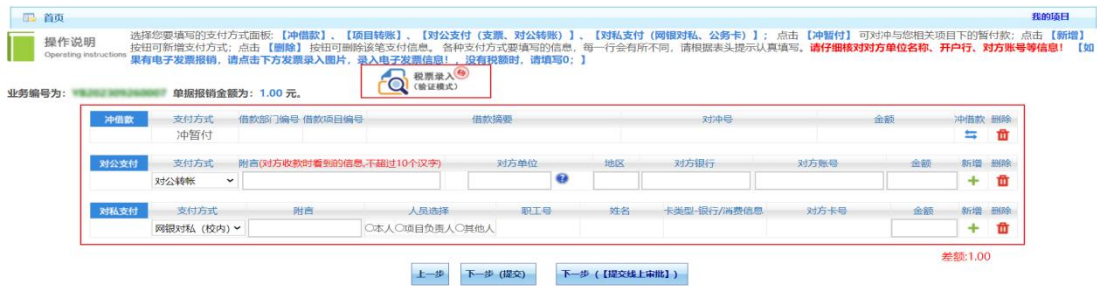 首页
我的项目
操作说明
Operating instructions
选择您要填写的支付方式面板:【冲借款】、【项目转账】、【对公支付（支票、对公转账）】、【对私支付（网银对私、公务卡）】；点击【冲暂付】可对冲与您相关项目下的暂付款；点击【新增】
按钮可新增支付方式；点击【删除】按钮可删除该笔支付信息。各种支付方式要填写的信息，每一行会有所不同，请根据表头提示认真填写。请仔细核对对方单位名称、开户行、对方账号等信息！【如
果有电子发票报销，请点击下方发票录入图片，录入电子发票信息！，没有税额时，请填写0；】
税票录入
(验证模式)
业务编号为： 单据报销金额为：1.00 元。
冲借款 支付方式 借款部门编号 借款项目编号 借款摘要 对冲号 金额 冲借款 删除
冲暂付
对公支付 支付方式 附言(对方收款时看到的信息,不超过10个汉字) 对方单位 地区 对方银行 对方账号 金额 新增 删除
对公转帐
对私支付 支付方式 附言 人员选择 职工号 姓名 卡类型-银行/消费信息 对方卡号 金额 新增 删除
网银对私（校内） ○本人○项目负责人○其他人
差额:1.00
上一步 下一步（提交) 下一步（【提交线上审批】)